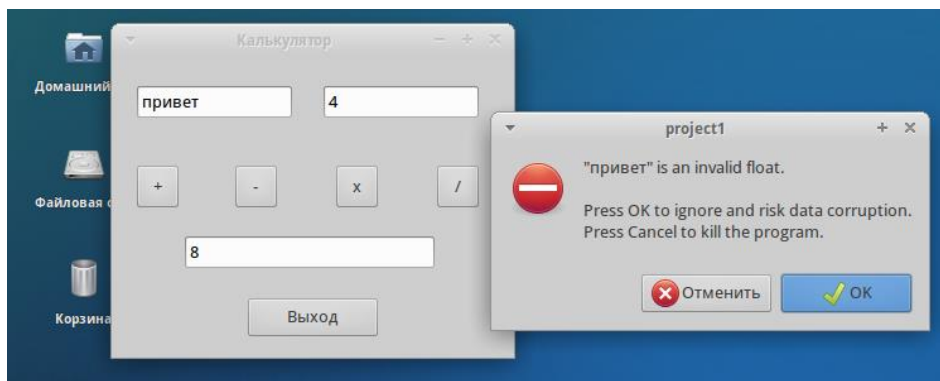 Домашний
Файловая с
Корзина
Калькулятор
привет
4
+
-
x
/
8
Выход
project1
"привет" is an invalid float.
Press OK to ignore and risk data corruption.
Press Cancel to kill the program.
Отменить
OK